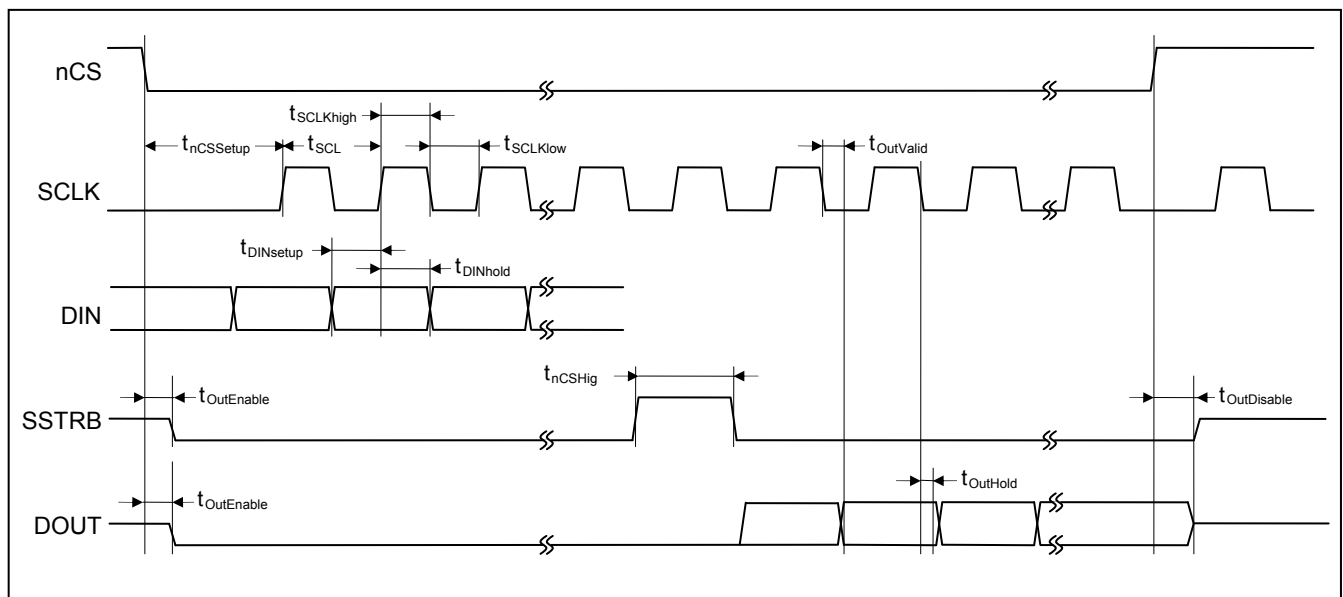 nCS
tSCLKhigh
tnCSSetup
tSCL
tSCLKlow
tOutValid
SCLK
tDINsetup
tDINhold
DIN
tnCSHig
tOutEnable
tOutDisable
SSTRB
tOutEnable
tOutHold
DOUT